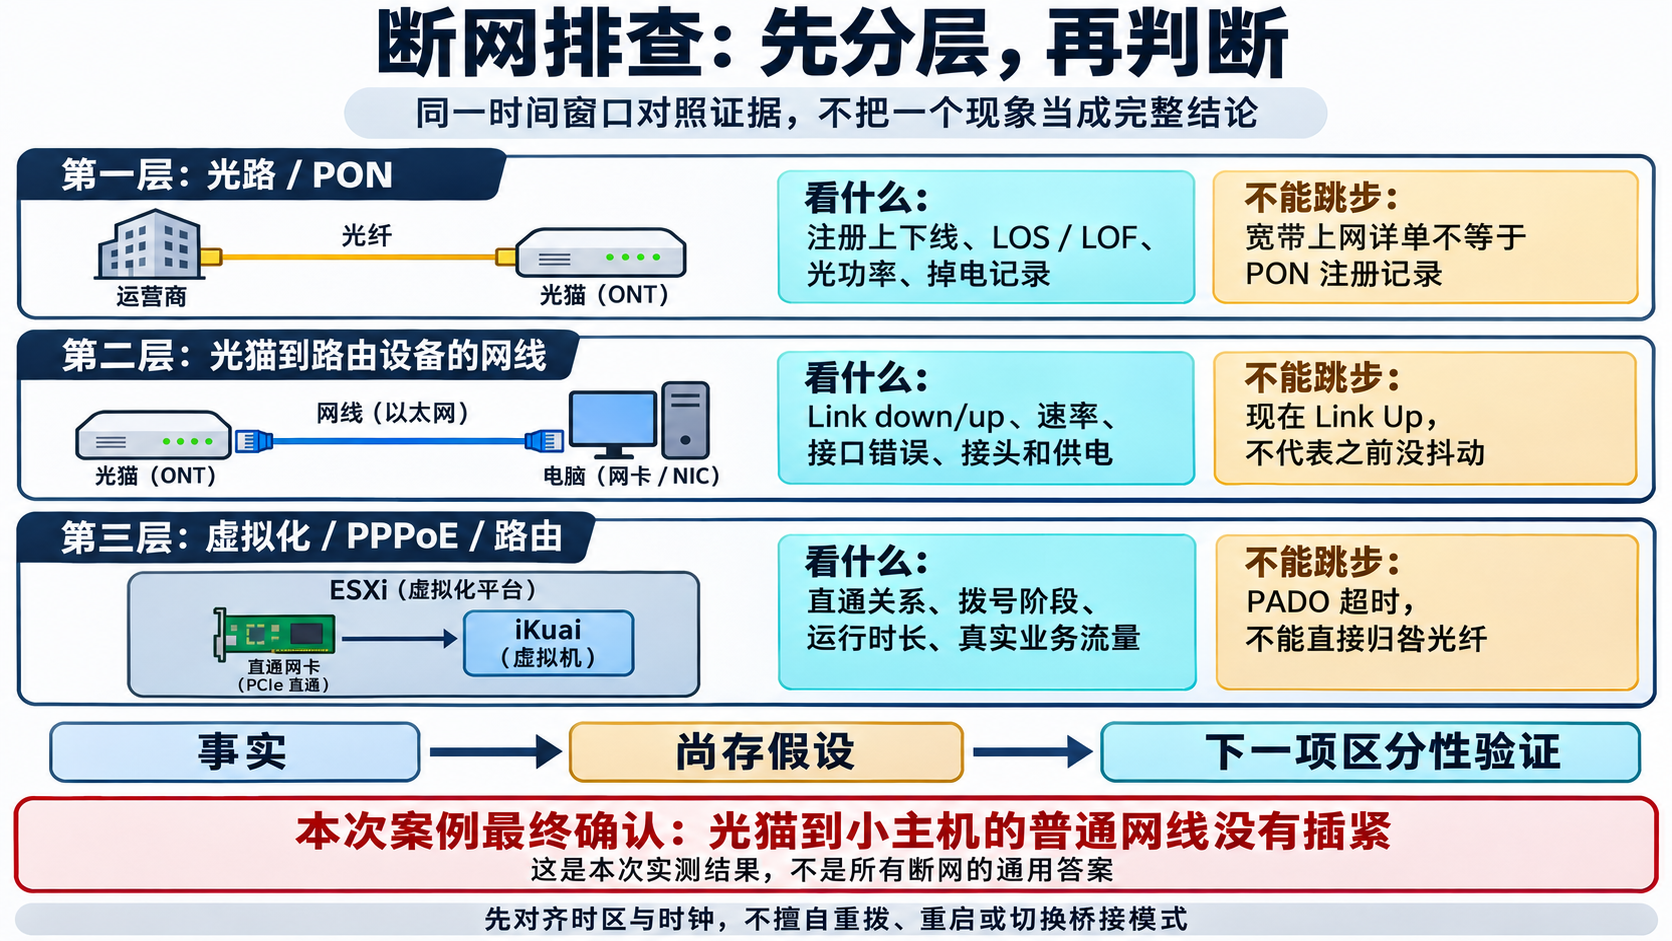 断网排查：先分层，再判断
同一时间窗口对照证据，不把一个现象当成完整结论
第一层：光路 / PON
光纤
运营商
光猫（ONT）
看什么：
注册上下线、LOS / LOF、
光功率、掉电记录
不能跳步：
宽带上网详单不等于
PON 注册记录
第二层：光猫到路由设备的网线
网线（以太网）
光猫（ONT）
电脑（网卡 / NIC）
看什么：
Link down/up、速率、
接口错误、接头和供电
不能跳步：
现在 Link Up，
不代表之前没抖动
第三层：虚拟化 / PPPoE / 路由
ESXi（虚拟化平台）
直通网卡
（PCIe 直通）
iKuai
（虚拟机）
看什么：
直通关系、拨号阶段、
运行时长、真实业务流量
不能跳步：
PADO 超时，
不能直接归咎光纤
事实
尚存假设
下一项区分性验证
本次案例最终确认：光猫到小主机的普通网线没有插紧
这是本次实测结果，不是所有断网的通用答案
先对齐时区与时钟，不擅自重拨、重启或切换桥接模式